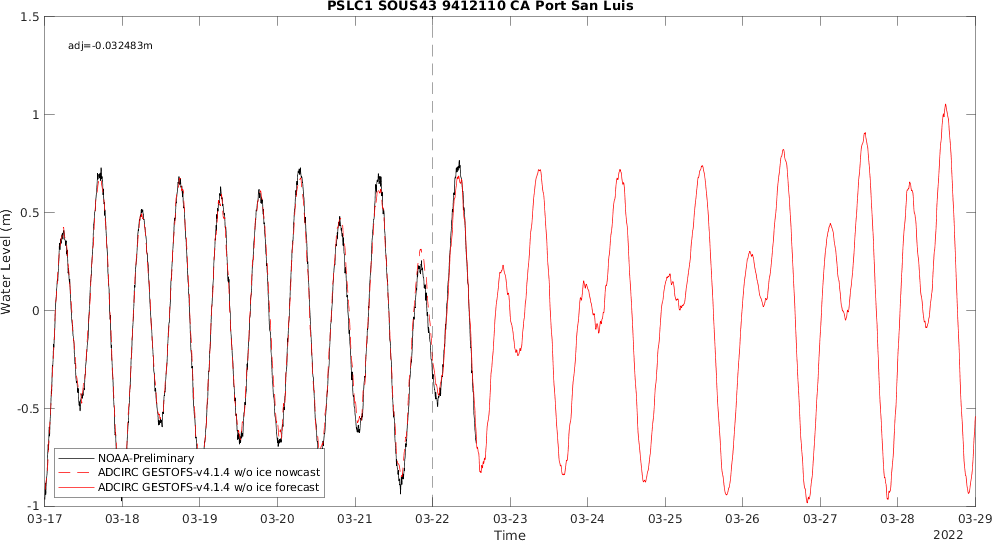 PSLC1 SOUS43 9412110 CA Port San Luis
adj=-0.032483m
Water Level (m)
1.5
1
0.5
0
-0.5
-1
NOAA-Preliminary
ADCIRC GESTOFS-v4.1.4 w/o ice nowcast
ADCIRC GESTOFS-v4.1.4 w/o ice forecast
03-17 03-18 03-19 03-20 03-21 03-22 03-23 03-24 03-25 03-26 03-27 03-28 03-29
Time
2022